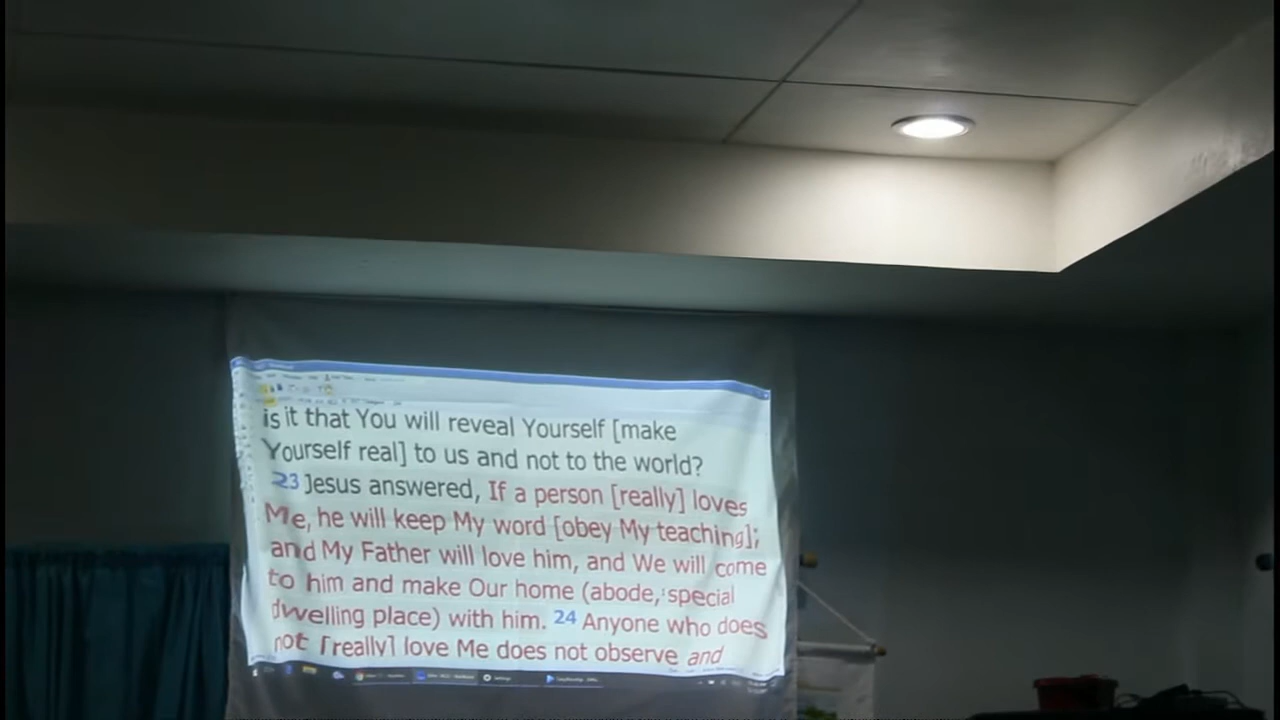 is it that You will reveal Yourself [make
Yourself real] to us and not to the world?
23 Jesus answered, If a person [really] loves
Me, he will keep My word [obey My teaching];
and My Father will love him, and We will come
to him and make Our home (abode, special
dwelling place) with him. 24 Anyone who does
not [really] love Me does not observe and